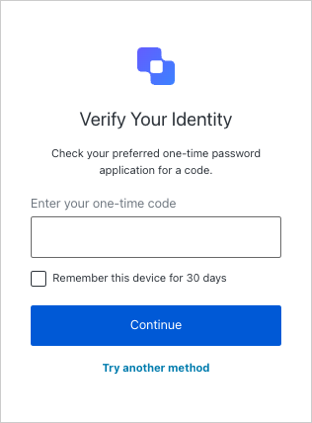 Verify Your Identity
Check your preferred one-time password
application for a code.
Enter your one-time code
Remember this device for 30 days
Continue
Try another method